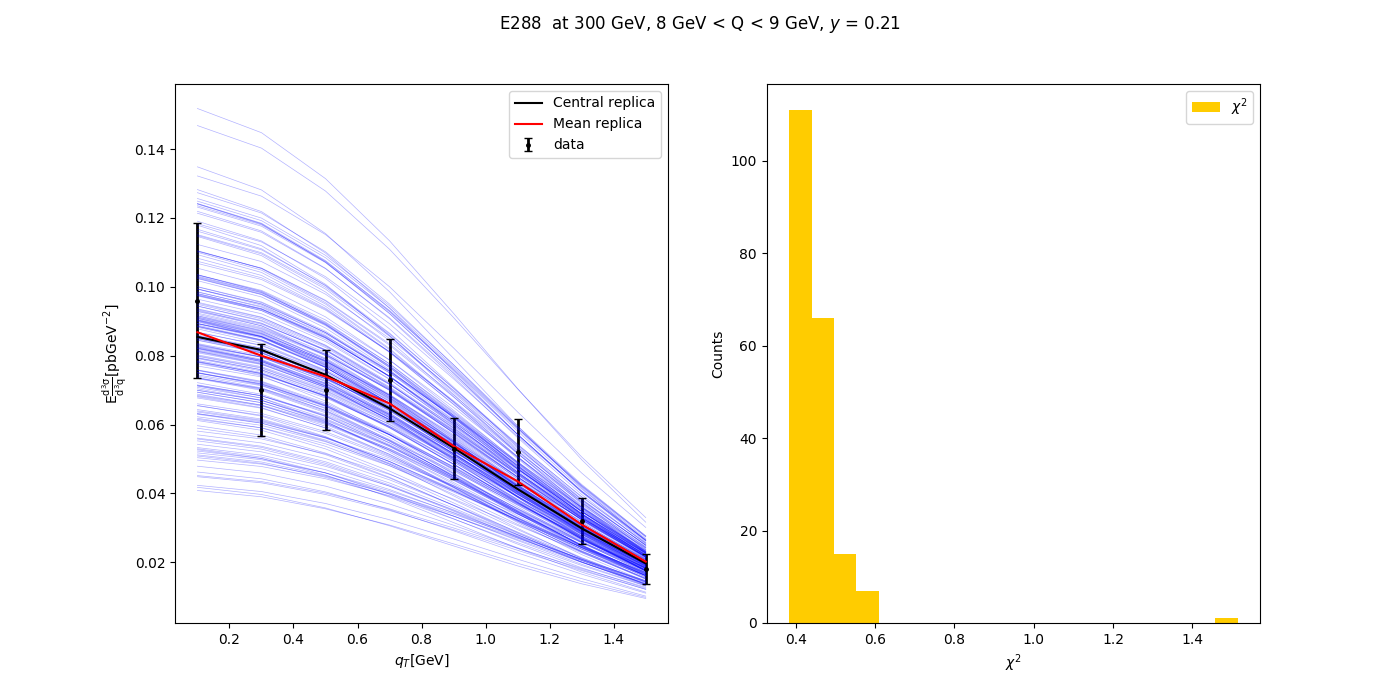 E288 at 300 GeV, 8 GeV < Q < 9 GeV, y = 0.21
Central replica
Mean replica
data
0.14
0.12
0.10
0.08
0.06
0.04
0.02
E d³σ/d³q [pbGeV⁻²]
0.2 0.4 0.6 0.8 1.0 1.2 1.4
q_T[GeV]
χ²
100
80
60
40
20
0
Counts
0.4 0.6 0.8 1.0 1.2 1.4
χ²